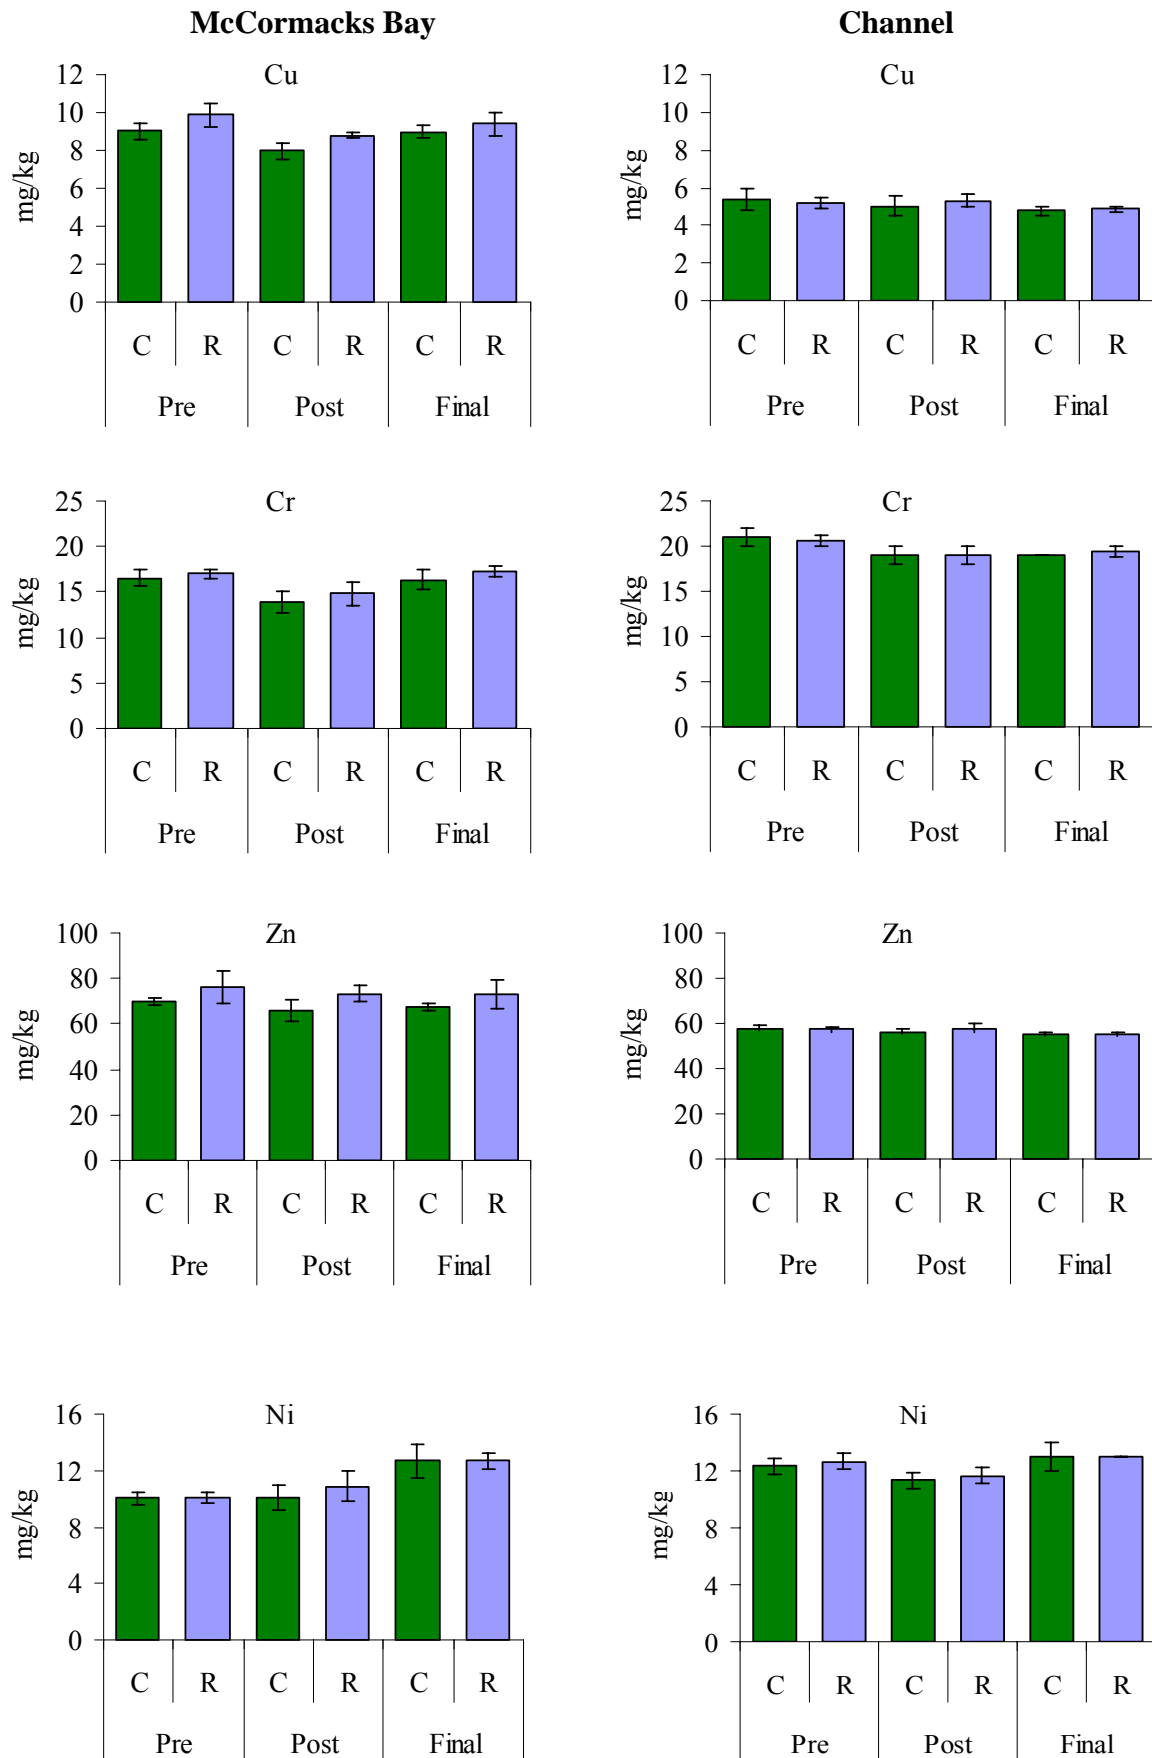 McCormacks Bay
Channel
Cu
mg/kg
12
10
8
6
4
2
0
C R C R C R
Pre Post Final
Cu
mg/kg
12
10
8
6
4
2
0
C R C R C R
Pre Post Final
Cr
mg/kg
25
20
15
10
5
0
C R C R C R
Pre Post Final
Cr
mg/kg
25
20
15
10
5
0
C R C R C R
Pre Post Final
Zn
mg/kg
100
80
60
40
20
0
C R C R C R
Pre Post Final
Zn
mg/kg
100
80
60
40
20
0
C R C R C R
Pre Post Final
Ni
mg/kg
16
12
8
4
0
C R C R C R
Pre Post Final
Ni
mg/kg
16
12
8
4
0
C R C R C R
Pre Post Final